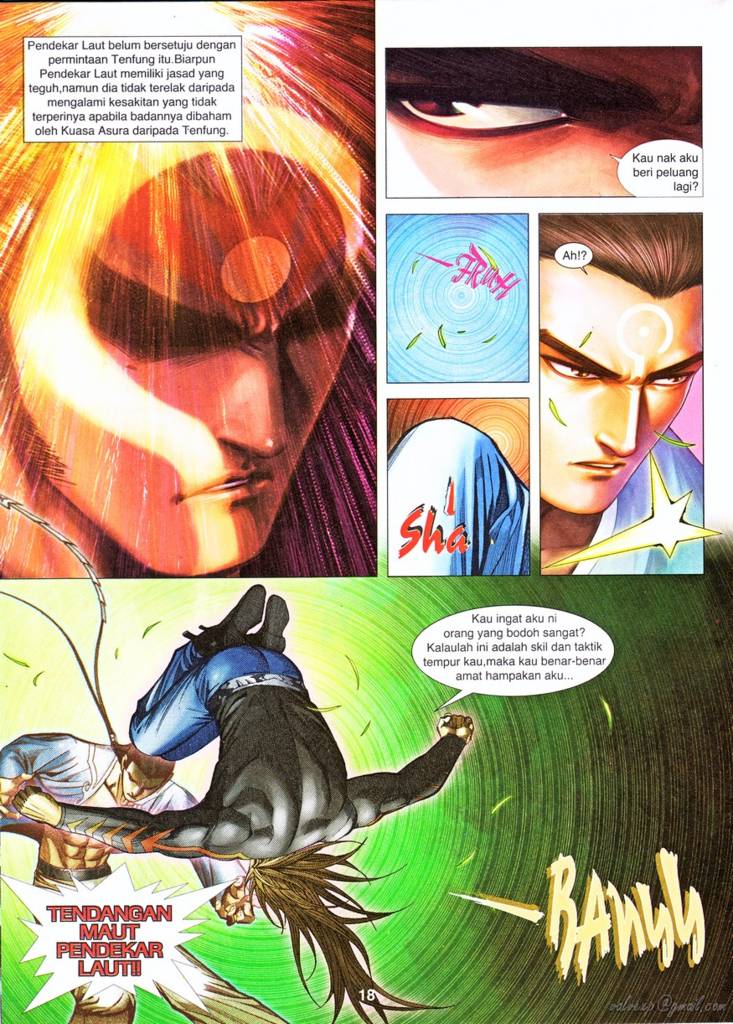 Pendekar Laut belum bersetuju dengan
permintaan Tenfung itu.Biarpun
Pendekar Laut memiliki jasad yang
teguh,namun dia tidak terelak daripada
mengalami kesakitan yang tidak
terperinya apabila badannya dibaham
oleh Kuasa Asura daripada Tenfung.
Kau nak aku
beri peluang
lagi?
FRUH
Ah!?
Sha
Kau ingat aku ni
orang yang bodoh sangat?
Kalaulah ini adalah skil dan taktik
tempur kau,maka kau benar-benar
amat hampakan aku...
TENDANGAN
MAUT
PENDEKAR
LAUT!!
18